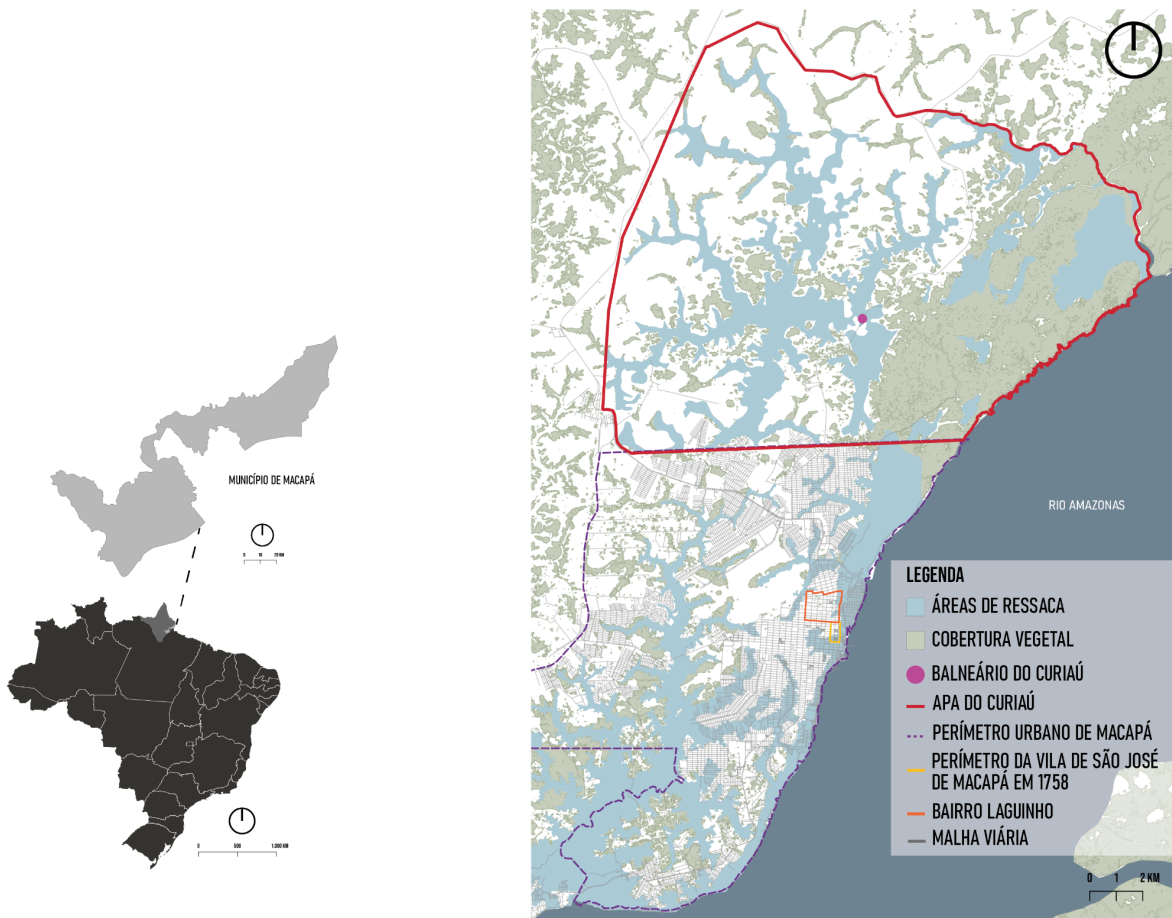 MUNICÍPIO DE MACAPÁ
0 10 20 KM
0 500 1.000 KM
RIO AMAZONAS
LEGENDA
ÁREAS DE RESSACA
COBERTURA VEGETAL
BALNEÁRIO DO CURIAÚ
APA DO CURIAÚ
PERÍMETRO URBANO DE MACAPÁ
PERÍMETRO DA VILA DE SÃO JOSÉ
DE MACAPÁ EM 1758
BAIRRO LAGUINHO
MALHA VIÁRIA
0 1 2 KM